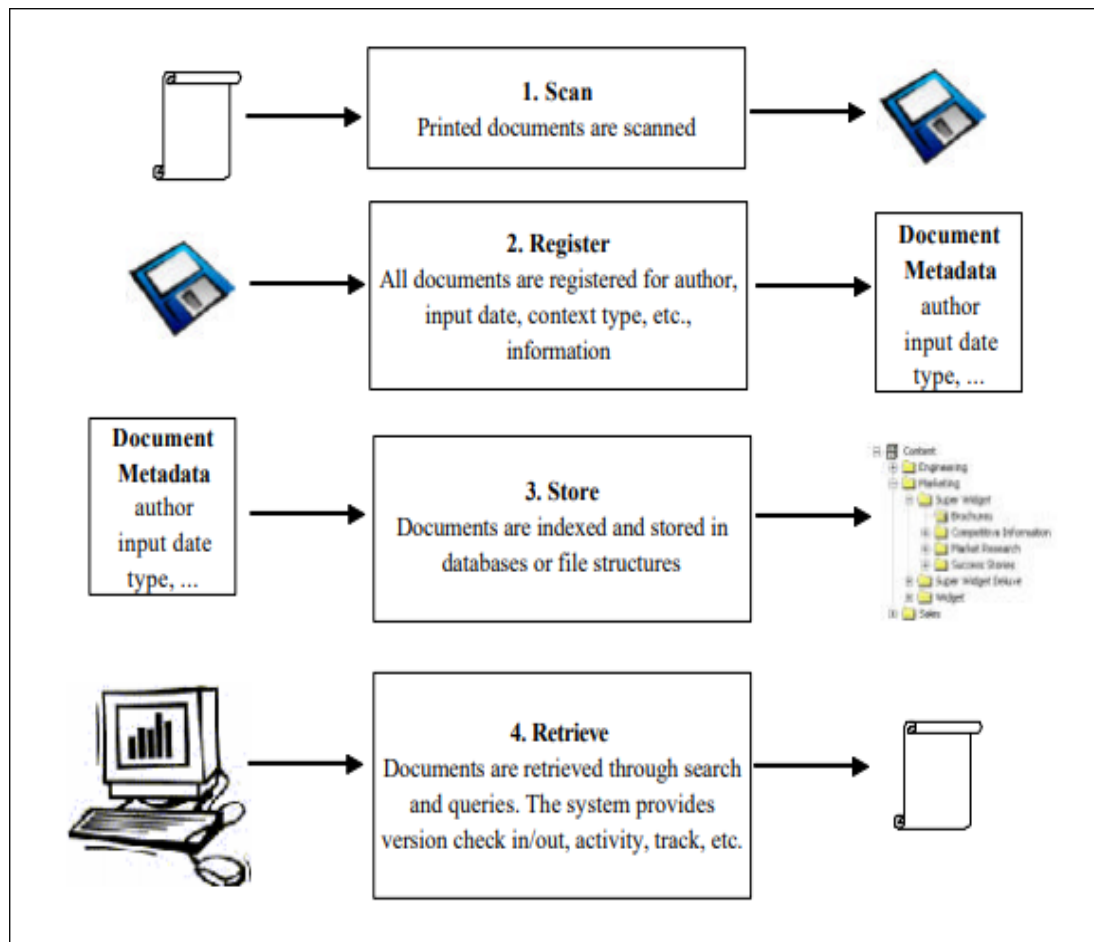 1. Scan
Printed documents are scanned
2. Register
All documents are registered for author,
input date, context type, etc.,
information
Document
Metadata
author
input date
type, ...
Document
Metadata
author
input date
type, ...
3. Store
Documents are indexed and stored in
databases or file structures
Content
Engineering
Marketing
Super Widget
Brochures
Competitive Information
Market Research
Success Stories
Super Widget Deluxe
Widget
Sales
4. Retrieve
Documents are retrieved through search
and queries. The system provides
version check in/out, activity, track, etc.